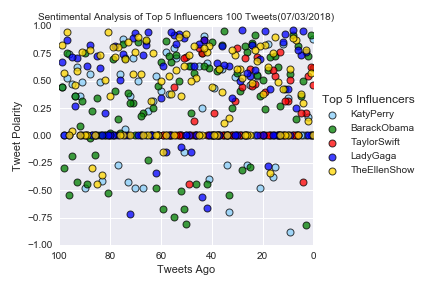 Sentimental Analysis of Top 5 Influencers 100 Tweets(07/03/2018)
Tweet Polarity
1.00
0.75
0.50
0.25
0.00
−0.25
−0.50
−0.75
−1.00
100 80 60 40 20 0
Tweets Ago
Top 5 Influencers
KatyPerry
BarackObama
TaylorSwift
LadyGaga
TheEllenShow